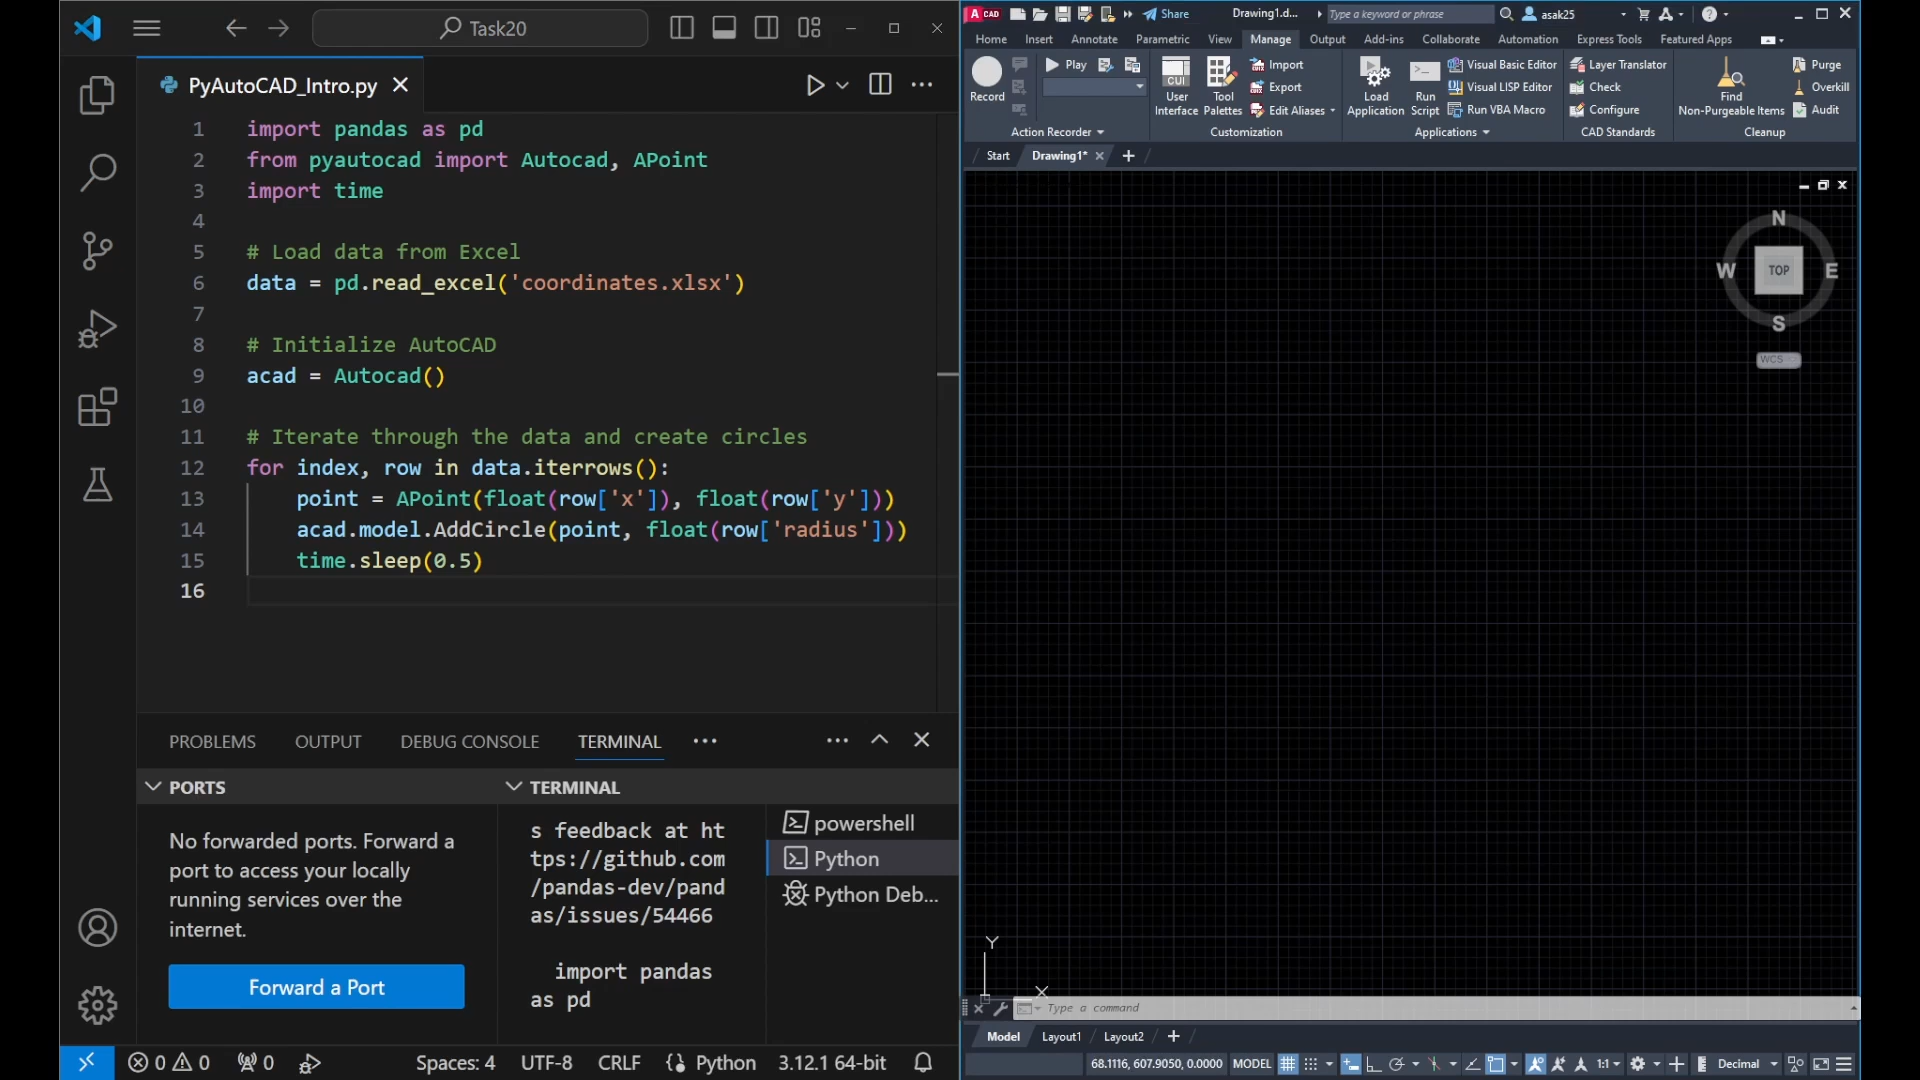 Task20
PyAutoCAD_Intro.py
1 import pandas as pd
2 from pyautocad import Autocad, APoint
3 import time
4
5 # Load data from Excel
6 data = pd.read_excel('coordinates.xlsx')
7
8 # Initialize AutoCAD
9 acad = Autocad()
10
11 # Iterate through the data and create circles
12 for index, row in data.iterrows():
13 point = APoint(float(row['x']), float(row['y']))
14 acad.model.AddCircle(point, float(row['radius']))
15 time.sleep(0.5)
16
PROBLEMS OUTPUT DEBUG CONSOLE TERMINAL
PORTS
No forwarded ports. Forward a
port to access your locally
running services over the
internet.
Forward a Port
TERMINAL
s feedback at ht
tps://github.com
/pandas-dev/pand
as/issues/54466
import pandas
as pd
powershell
Python
Python Deb...
0 0 0 Spaces: 4 UTF-8 CRLF Python 3.12.1 64-bit
A CAD Share Drawing1.d... Type a keyword or phrase asak25
Home Insert Annotate Parametric View Manage Output Add-ins Collaborate Automation Express Tools Featured Apps
Record
Play
Action Recorder
CUI
User
Interface
Tool
Palettes
Import
Export
Edit Aliases
Customization
Load
Application
Run
Script
Visual Basic Editor
Visual LISP Editor
Run VBA Macro
Applications
Layer Translator
Check
Configure
CAD Standards
Find
Non-Purgeable Items
Purge
Overkill
Audit
Cleanup
Start Drawing1*
N
W TOP E
S
WCS
Y
X
Type a command
Model Layout1 Layout2
68.1116, 607.9050, 0.0000 MODEL 1:1 Decimal